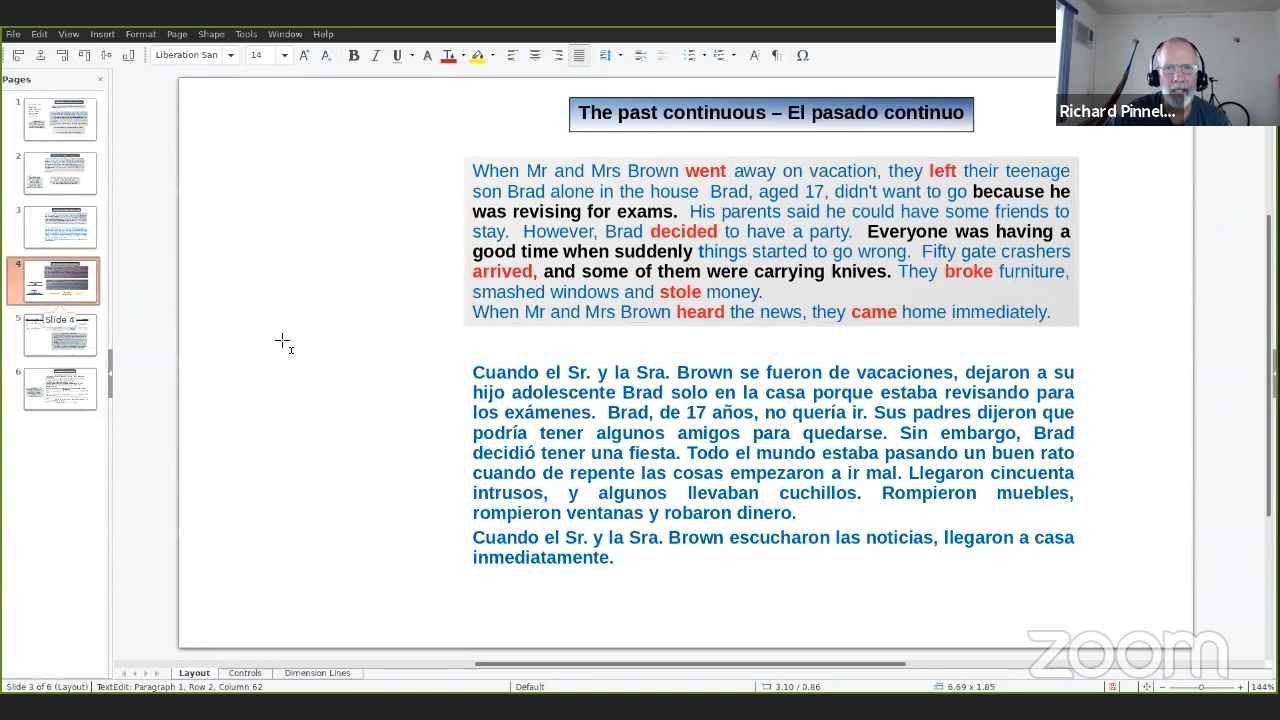 File Edit View Insert Format Page Shape Tools Window Help
Liberation San 14
Pages
1
2
3
4
Slide 4
5
6
The past continuous – El pasado continuo
When Mr and Mrs Brown went away on vacation, they left their teenage
son Brad alone in the house Brad, aged 17, didn't want to go because he
was revising for exams. His parents said he could have some friends to
stay. However, Brad decided to have a party. Everyone was having a
good time when suddenly things started to go wrong. Fifty gate crashers
arrived, and some of them were carrying knives. They broke furniture,
smashed windows and stole money.
When Mr and Mrs Brown heard the news, they came home immediately.
Cuando el Sr. y la Sra. Brown se fueron de vacaciones, dejaron a su
hijo adolescente Brad solo en la casa porque estaba revisando para
los exámenes. Brad, de 17 años, no quería ir. Sus padres dijeron que
podría tener algunos amigos para quedarse. Sin embargo, Brad
decidió tener una fiesta. Todo el mundo estaba pasando un buen rato
cuando de repente las cosas empezaron a ir mal. Llegaron cincuenta
intrusos, y algunos llevaban cuchillos. Rompieron muebles,
rompieron ventanas y robaron dinero.
Cuando el Sr. y la Sra. Brown escucharon las noticias, llegaron a casa
inmediatamente.
Richard Pinnel...
zoom
Layout Controls Dimension Lines
Slide 3 of 6 (Layout) TextEdit: Paragraph 1, Row 2, Column 62 Default 3.10 / 0.86 6.69 x 1.85 144%